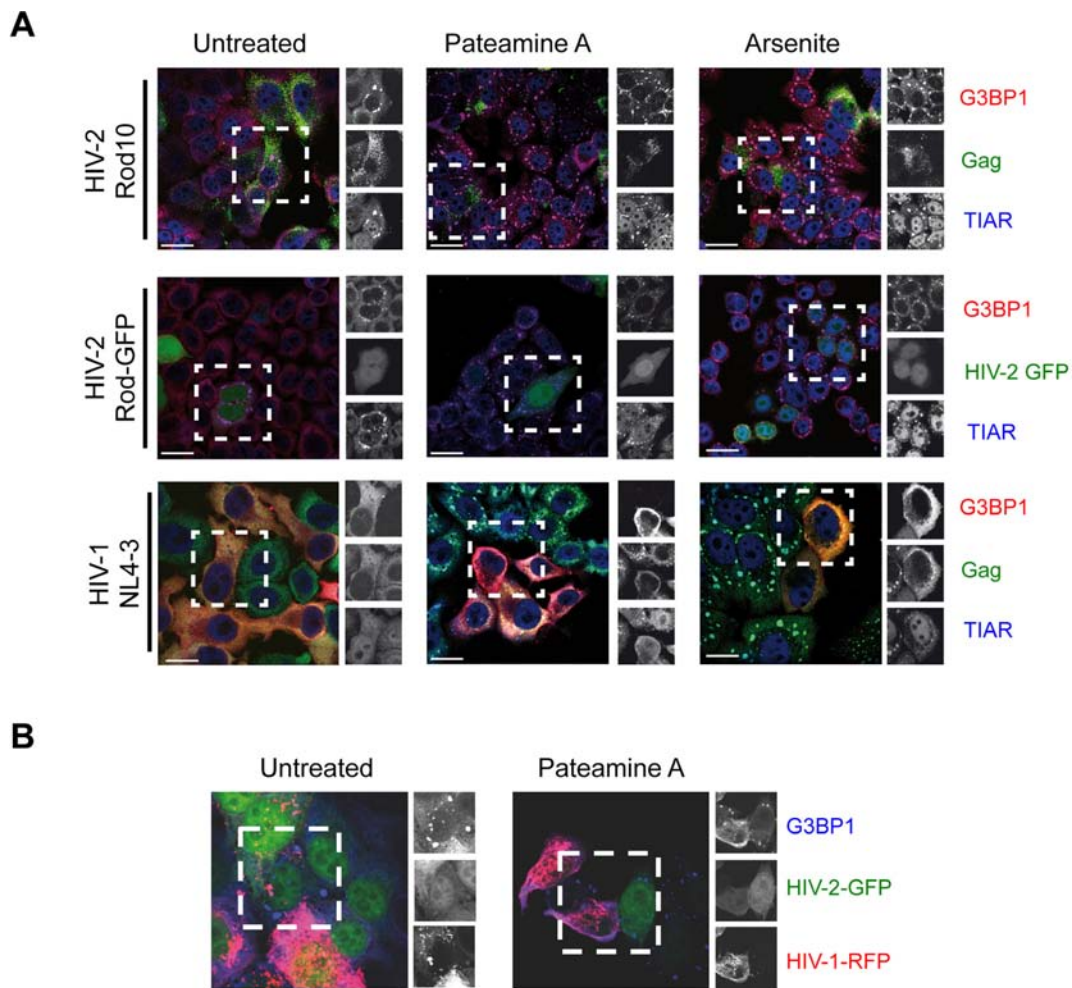 A
Untreated
Pateamine A
Arsenite
HIV-2
Rod10
G3BP1
Gag
TIAR
HIV-2
Rod-GFP
G3BP1
HIV-2 GFP
TIAR
HIV-1
NL4-3
G3BP1
Gag
TIAR
B
Untreated
Pateamine A
G3BP1
HIV-2-GFP
HIV-1-RFP